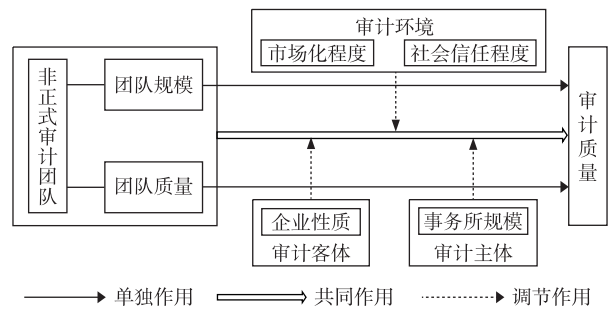 审计环境
市场化程度 社会信任程度
非正式审计团队
团队规模
团队质量
审计质量
企业性质
审计客体
事务所规模
审计主体
单独作用 共同作用 调节作用